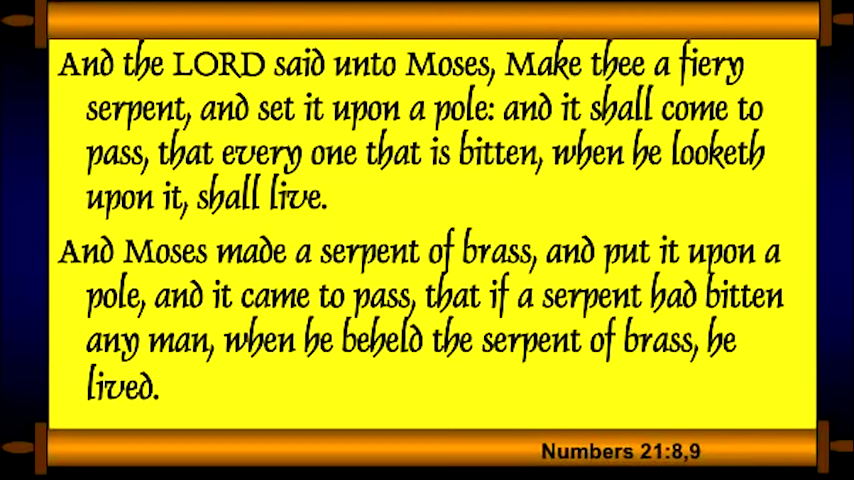 And the LORD said unto Moses, Make thee a fiery
serpent, and set it upon a pole: and it shall come to
pass, that every one that is bitten, when he looketh
upon it, shall live.
And Moses made a serpent of brass, and put it upon a
pole, and it came to pass, that if a serpent had bitten
any man, when he beheld the serpent of brass, he
lived.
Numbers 21:8,9